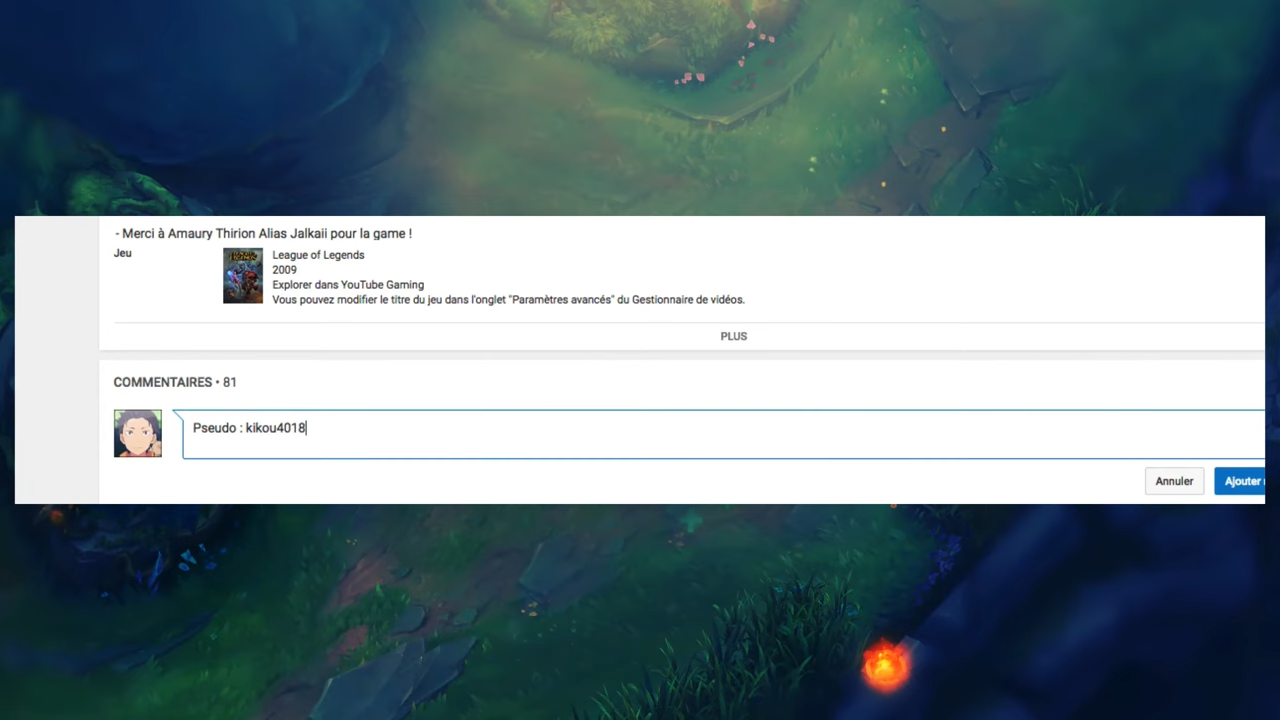 - Merci à Amaury Thirion Alias Jalkaii pour la game !
Jeu
League of Legends
2009
Explorer dans YouTube Gaming
Vous pouvez modifier le titre du jeu dans l'onglet "Paramètres avancés" du Gestionnaire de vidéos.
PLUS
COMMENTAIRES • 81
Pseudo : kikou4018
Annuler
Ajouter